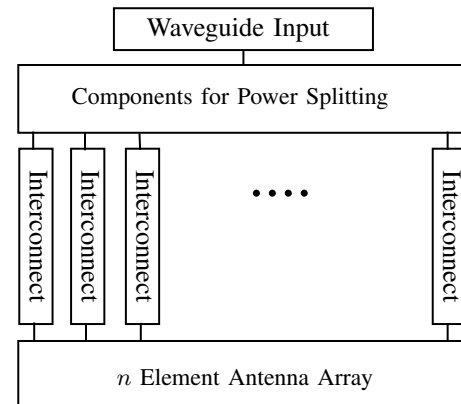 Waveguide Input
Components for Power Splitting
Interconnect
Interconnect
Interconnect
....
Interconnect
n Element Antenna Array